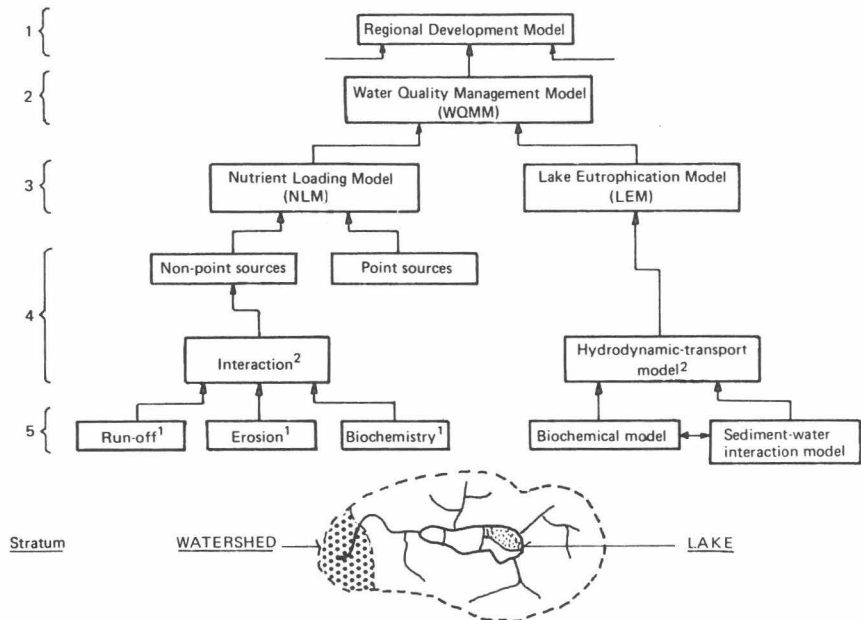 1
Regional Development Model
2
Water Quality Management Model
(WQMM)
3
Nutrient Loading Model
(NLM)
Lake Eutrophication Model
(LEM)
4
Non-point sources
Point sources
Interaction²
Hydrodynamic-transport
model²
5
Run-off¹
Erosion¹
Biochemistry¹
Biochemical model
Sediment-water
interaction model
Stratum
WATERSHED
LAKE